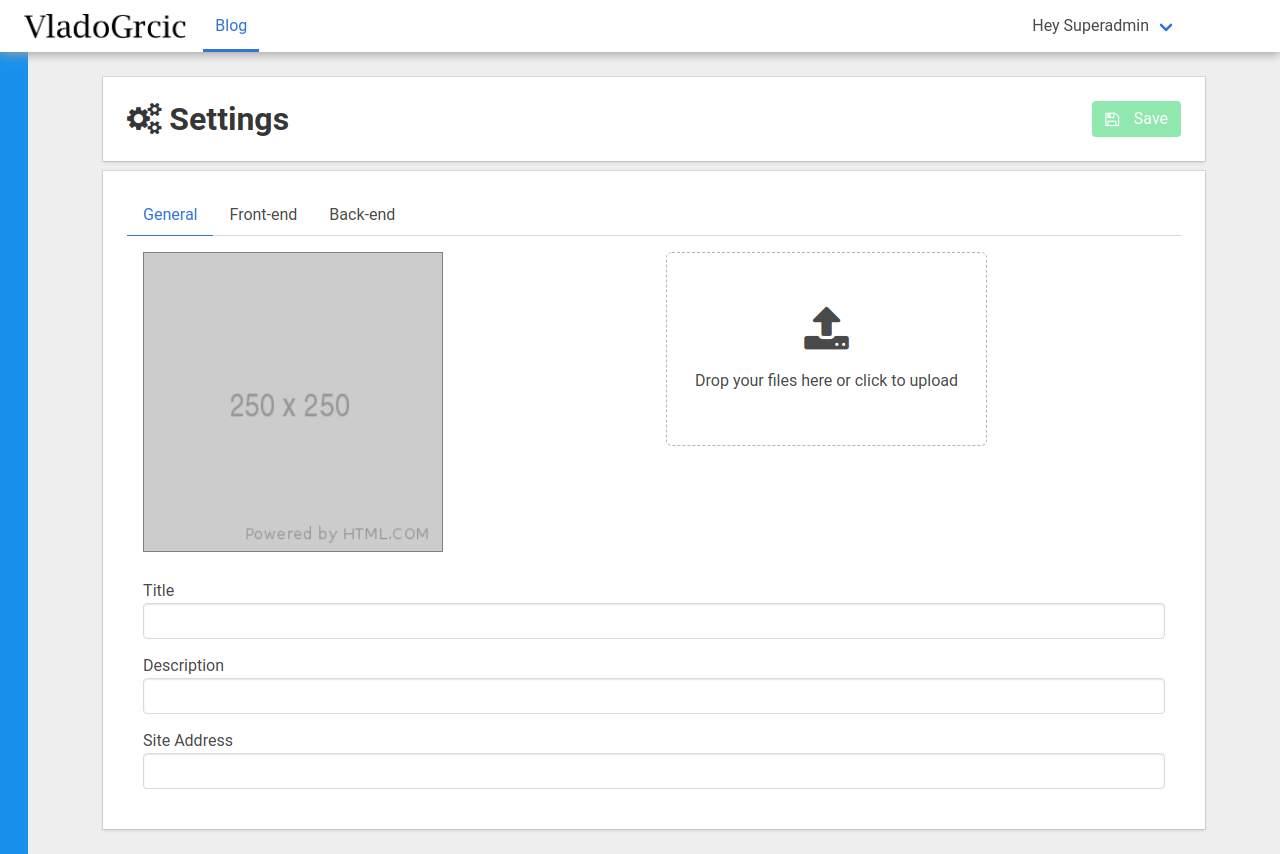 VladoGrcic
Blog
Hey Superadmin
Settings
Save
General
Front-end
Back-end
250 x 250
Powered by HTML.COM
Drop your files here or click to upload
Title
Description
Site Address